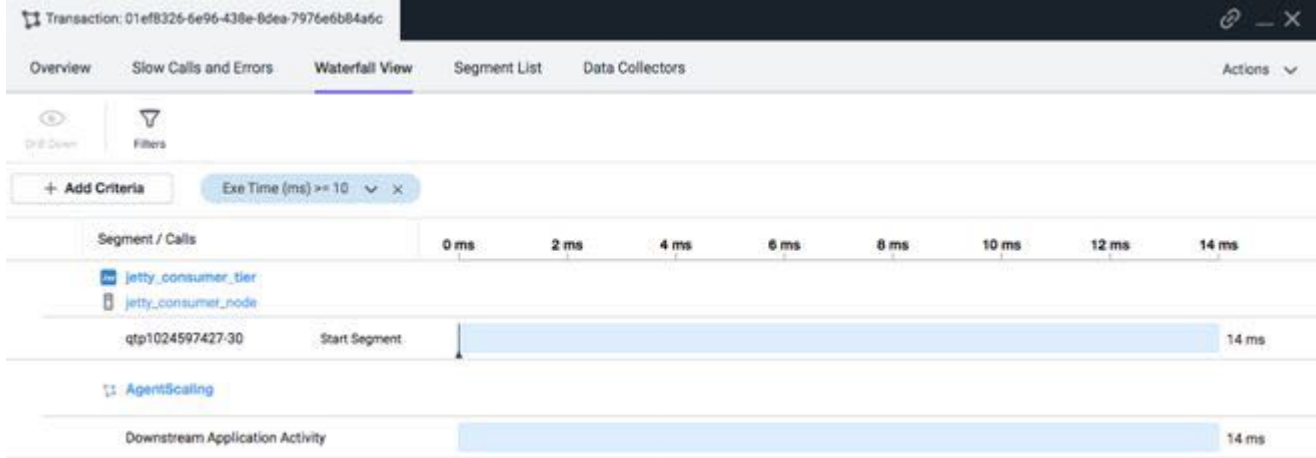 Transaction: 01ef8326-6e96-438e-8dea-7976e6b84a6c
Overview Slow Calls and Errors Waterfall View Segment List Data Collectors Actions
Drill Down Filters
+ Add Criteria Exe Time (ms) >= 10 ×
Segment / Calls 0 ms 2 ms 4 ms 6 ms 8 ms 10 ms 12 ms 14 ms
jetty_consumer_tier
jetty_consumer_node
qtp1024597427-30 Start Segment 14 ms
AgentScaling
Downstream Application Activity 14 ms